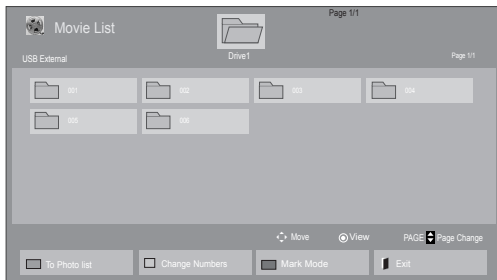 Page 1/1
Movie List
Drive1
USB External
Page 1/1
001 002 003 004
005 006
Move View PAGE Page Change
To Photo list Change Numbers Mark Mode Exit